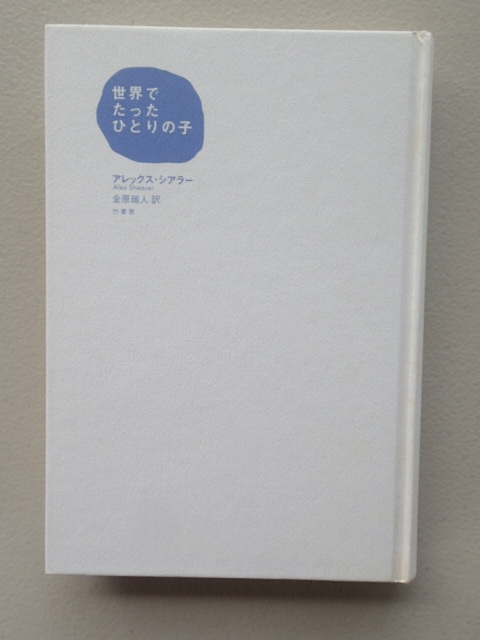 世界で
たった
ひとりの子
アレックス・シアラー
Alex Shearer
金原瑞人 訳
竹書房